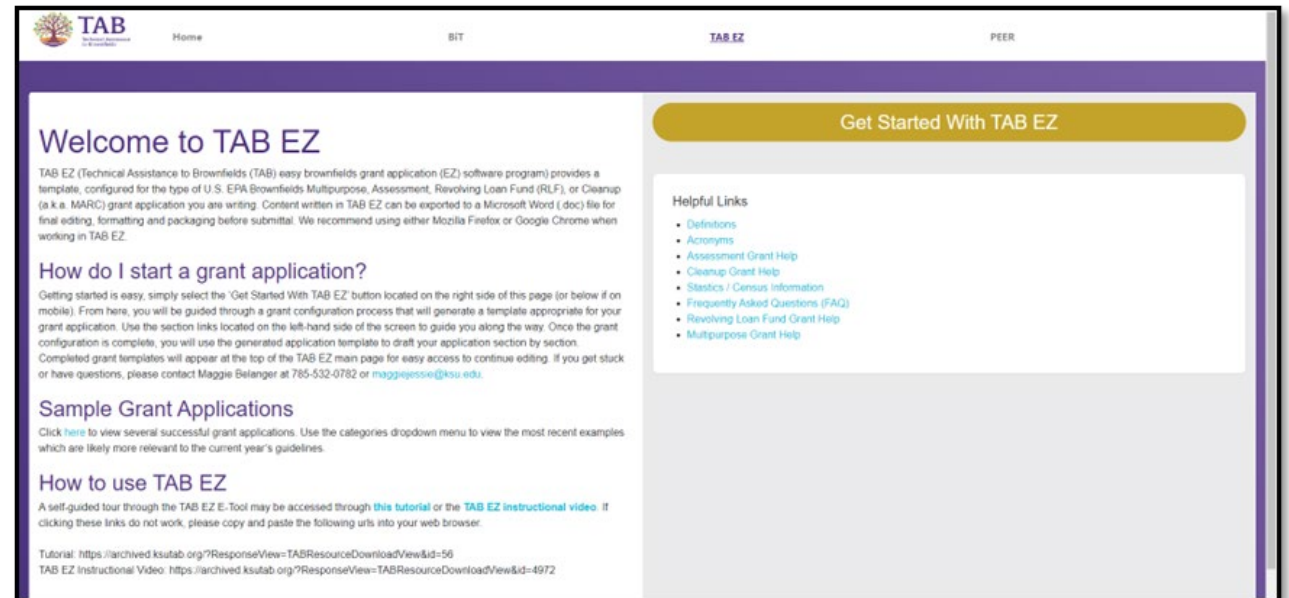 TAB
Technical Assistance
to Brownfields
Home
BiT
TAB EZ
PEER
Welcome to TAB EZ
TAB EZ (Technical Assistance to Brownfields (TAB) easy brownfields grant application (EZ) software program) provides a
template, configured for the type of U.S. EPA Brownfields Multipurpose, Assessment, Revolving Loan Fund (RLF), or Cleanup
(a.k.a. MARC) grant application you are writing. Content written in TAB EZ can be exported to a Microsoft Word (.doc) file for
final editing, formatting and packaging before submittal. We recommend using either Mozilla Firefox or Google Chrome when
working in TAB EZ.
How do I start a grant application?
Getting started is easy, simply select the 'Get Started With TAB EZ' button located on the right side of this page (or below if on
mobile). From here, you will be guided through a grant configuration process that will generate a template appropriate for your
grant application. Use the section links located on the left-hand side of the screen to guide you along the way. Once the grant
configuration is complete, you will use the generated application template to draft your application section by section.
Completed grant templates will appear at the top of the TAB EZ main page for easy access to continue editing. If you get stuck
or have questions, please contact Maggie Belanger at 785-532-0782 or maggiejessie@ksu.edu.
Sample Grant Applications
Click here to view several successful grant applications. Use the categories dropdown menu to view the most recent examples
which are likely more relevant to the current year's guidelines.
How to use TAB EZ
A self-guided tour through the TAB EZ E-Tool may be accessed through this tutorial or the TAB EZ instructional video. If
clicking these links do not work, please copy and paste the following urls into your web browser.
Tutorial: https://archived.ksutab.org/?ResponseView=TABResourceDownloadView&id=56
TAB EZ Instructional Video: https://archived.ksutab.org/?ResponseView=TABResourceDownloadView&id=4972
Get Started With TAB EZ
Helpful Links
• Definitions
• Acronyms
• Assessment Grant Help
• Cleanup Grant Help
• Stastics / Census Information
• Frequently Asked Questions (FAQ)
• Revolving Loan Fund Grant Help
• Multipurpose Grant Help